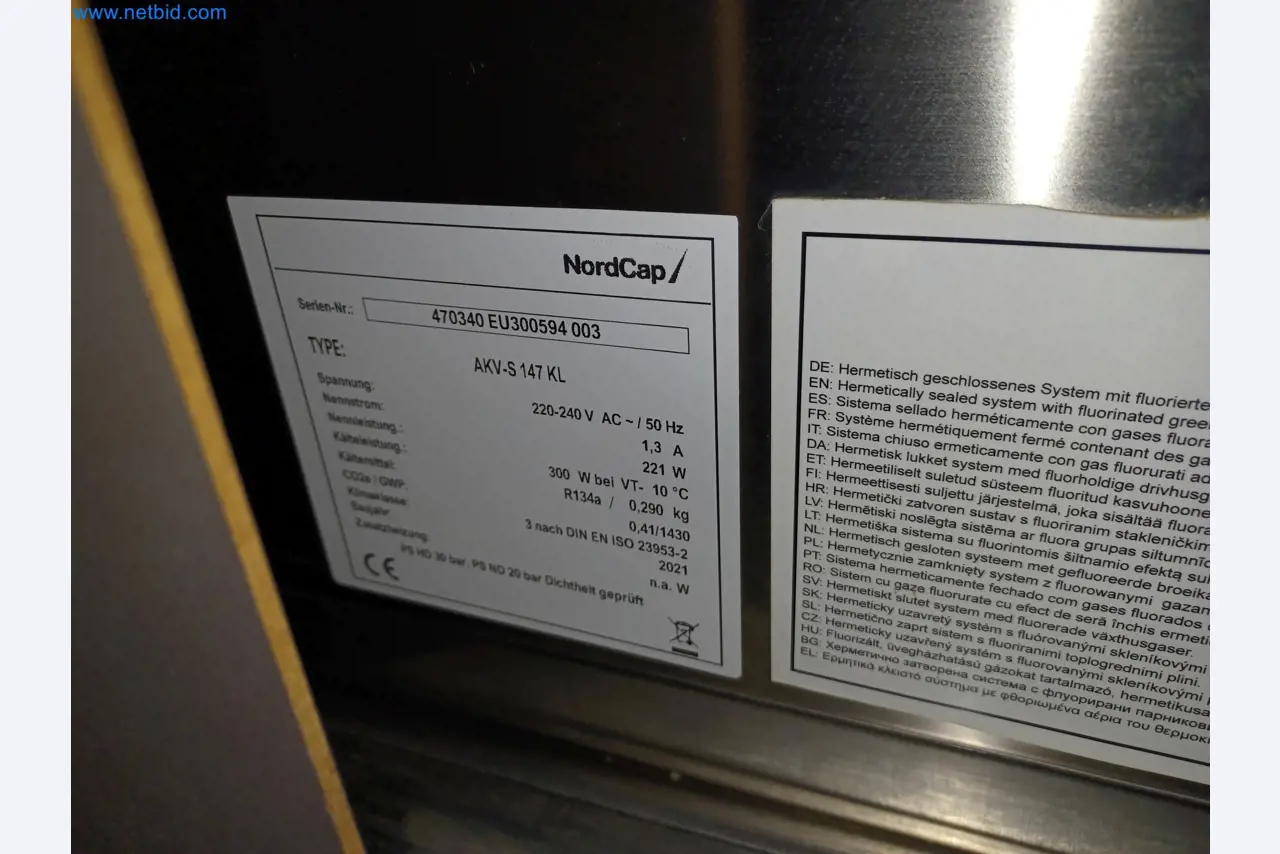 www.netbid.com
NordCap
Serien-Nr.: 470340 EU300594 003
TYPE: AKV-S 147 KL
Spannung: 220-240 V AC ~ / 50 Hz
Nennstrom: 1,3 A
Nennleistung.: 221 W
Kälteleistung.: 300 W bei VT- 10 °C
Kältemittel: R134a / 0,290 kg
CO2a / GWP: 0,41/1430
Klimaklasse: 3 nach DIN EN ISO 23953-2
Baujahr 2021
Zusatzheizung: n.a. W
PS HD 30 bar. PS ND 20 bar Dichtheit geprüft
CE
DE: Hermetisch geschlossenes System mit fluorierte
EN: Hermetically sealed system with fluorinated gree
ES: Sistema sellado herméticamente con gases fluora
FR: Système hermétiquement fermé contenant des ga
IT: Sistema chiuso ermeticamente con gas fluorurati ad
DA: Hermetisk lukket system med fluorholdige drivhusg
ET: Hermeetiliselt suletud süsteem fluoritud kasvuhoone
FI: Hermeettisesti suljettu järjestelmä, joka sisältää fluora
HR: Hermetički zatvoren sustav s fluoriranim stakleničkim
LV: Hermētiski noslēgta sistēma ar fluora grupas siltumnīc
LT: Hermetiška sistema su fluorintomis šiltnamio efektą suk
NL: Hermetisch gesloten systeem met gefluoreerde broeika
PL: Hermetycznie zamknięty system z fluorowanymi gazan
PT: Sistema hermeticamente fechado com gases fluorados
RO: Sistem cu gaze fluorurate cu efect de seră închis ermeti
SV: Hermetiskt slutet system med fluorerade växthusgaser.
SK: Hermeticky uzavretý systém s fluórovanými skleníkovými
SL: Hermetično zaprt sistem s fluoriranimi toplogrednimi plini.
CZ: Hermeticky uzavřený systém s fluorovanými skleníkovými
HU: Fluorizált, üvegházhatású gázokat tartalmazó, hermetikusa
BG: Херметично затворена система с флуорирани парников
EL: Ερμητικά κλειστό σύστημα με φθοριωμένα αέρια του θερμοκ